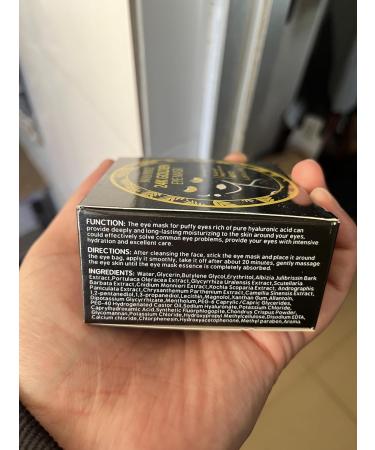 24K GOLDEN
EYE MASK
FUNCTION: The eye mask for puffy eyes rich of pure hyaluronic acid can
provide deeply and long-lasting moisturizing to the skin around your eyes,
could effectively solve common eye problems, provide your eyes with intensive
hydration and excellent care.
DIRECTIONS: After cleansing the face, stick the eye mask and place it around
the eye bag, apply it smoothly, take it off after about 20 minutes, gently massage
the eye skin until the eye mask essence is completely absorbed.
INGREDIENTS: Water, Glycerin, Butylene Glycol, Erythritol, Albizia Julibrissin Bark
Extract, Portulaca Oleracea Extract, Glycyrrhiza Uralensis Extract, Scutellaria
Barbata Extract, Cnidium Monnieri Extract, Kochia Scoparia Extract, Andrographis
Paniculata Extract, Chrysanthemum Parthenium Extract, Camellia Sinensis Extract,
1,2-pentanediol, 1,3-propanediol, Lecithin, Magnolol, Xanthan Gum, Allantoin,
Dipotassium Glycyrrhizate, Mentholum, PEG-6 Caprylic/Capric Glycerides,
PEG-40 Hydrogenated Castor Oil, Sodium Hyaluronate, Potassium Chloride,
Caprylhydroxamic Acid, Synthetic Fluorphlogopite, Chondrus Crispus Powder,
Glycomannan, Potassium Chloride, Hydroxypropyl Methylcellulose, Disodium EDTA,
Calcium chloride, Chlorphenesin, Hydroxyacetophenone, Methyl paraben, Aroma